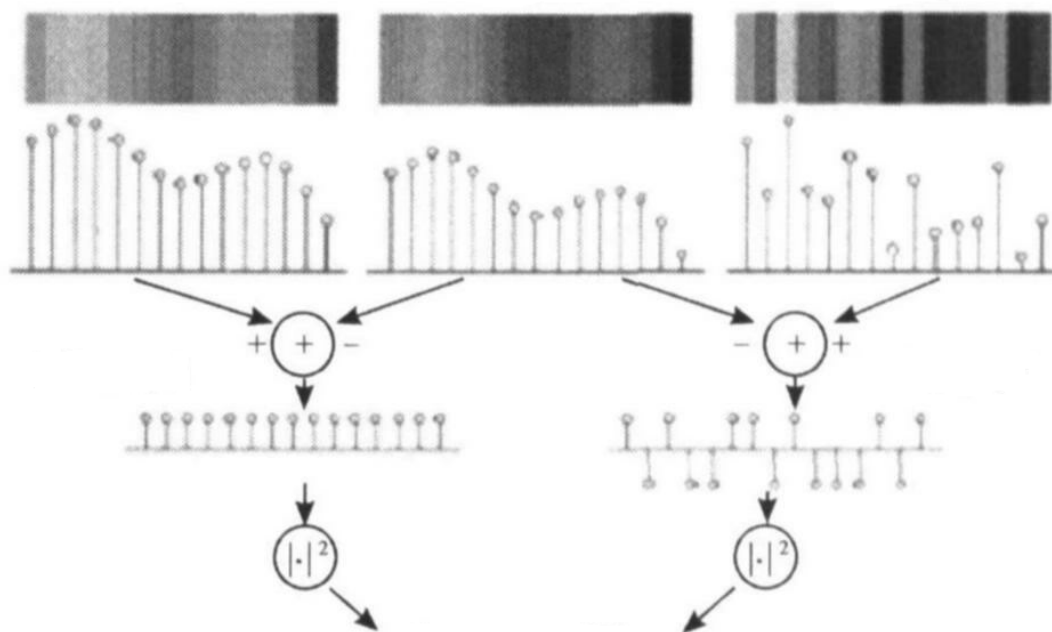 + + − − + +
|·|² |·|²